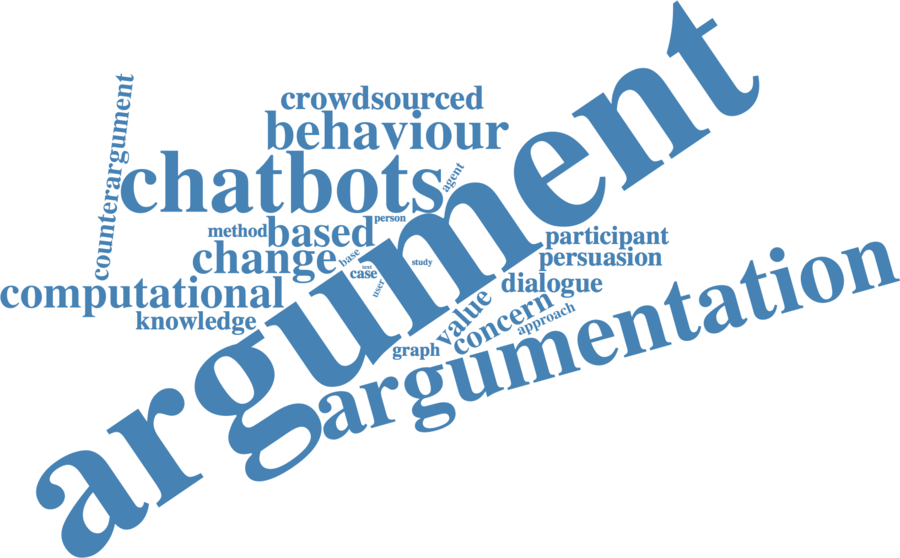 argument
crowdsourced
behaviour
counterargument
chatbots
agent
person
method
based
change
base
text
case
study
user
participant
persuasion
computational
dialogue
knowledge
value
concern
approach
graph
argumentation